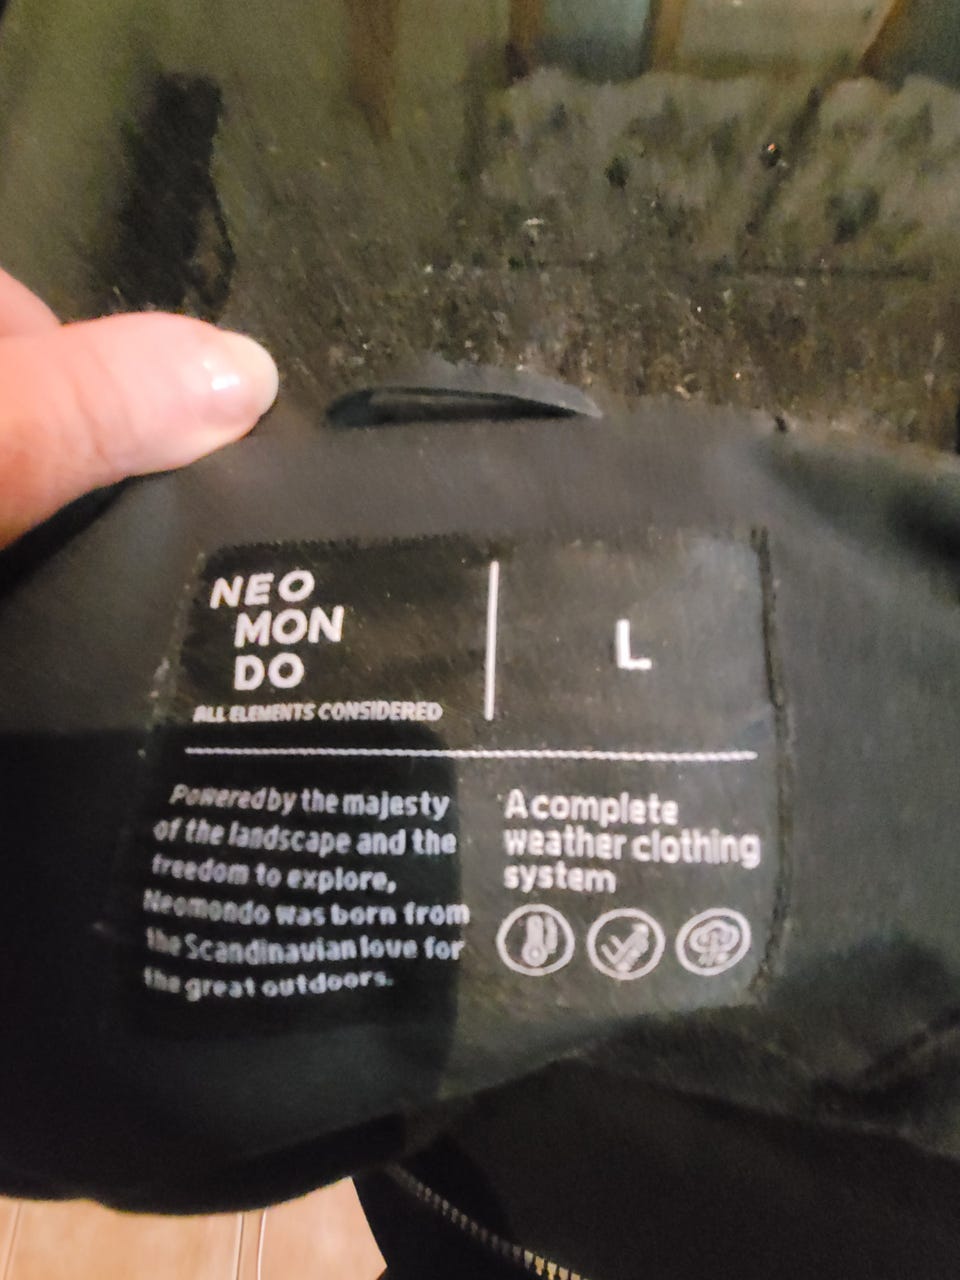 NEO
MON
DO
ALL ELEMENTS CONSIDERED
L
Powered by the majesty
of the landscape and the
freedom to explore,
Neomondo was born from
the Scandinavian love for
the great outdoors.
A complete
weather clothing
system